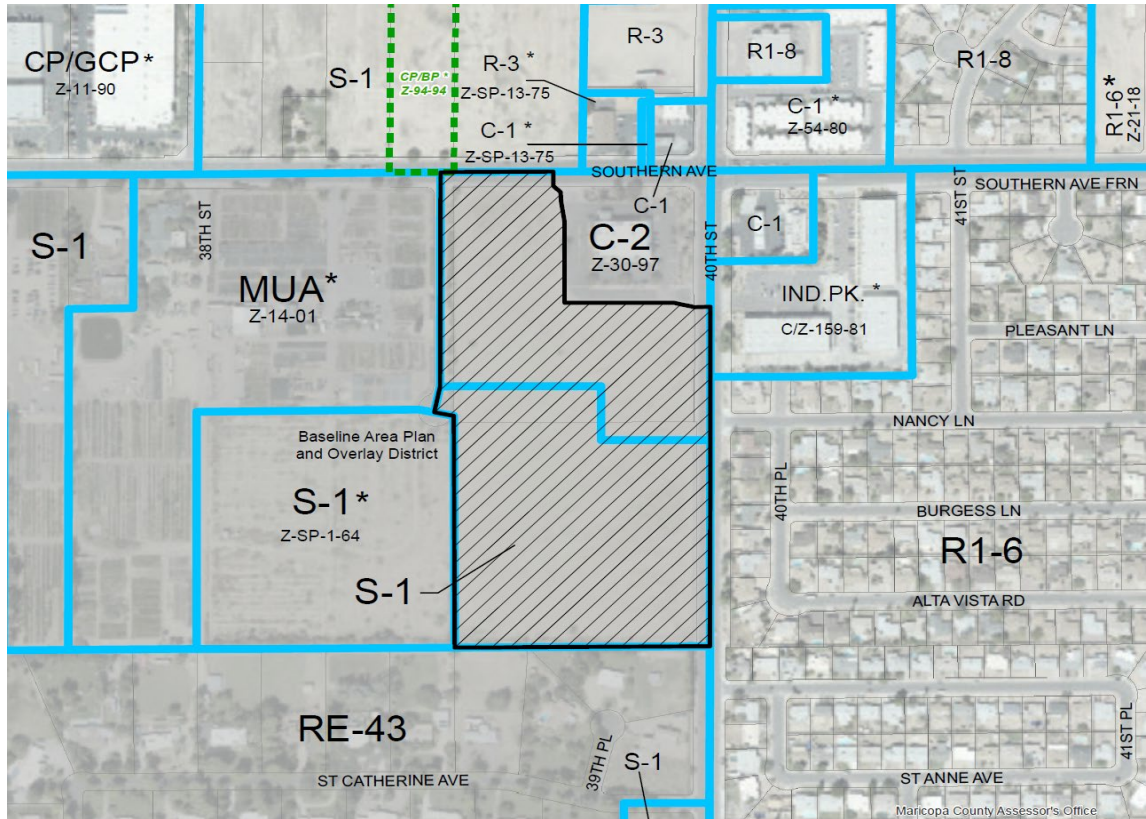 CP/GCP *
Z-11-90
S-1
CP/BP *
Z-94-94
R-3 *
Z-SP-13-75
C-1 *
Z-SP-13-75
R-3
R1-8
C-1 *
Z-54-80
R1-8
R1-6 *
Z-21-18
SOUTHERN AVE
C-1
SOUTHERN AVE FRN
41ST ST
S-1
38TH ST
MUA*
Z-14-01
C-2
Z-30-97
40TH ST
C-1
IND.PK. *
C/Z-159-81
PLEASANT LN
NANCY LN
Baseline Area Plan
and Overlay District
S-1*
Z-SP-1-64
S-1
40TH PL
BURGESS LN
R1-6
ALTA VISTA RD
RE-43
39TH PL
S-1
ST CATHERINE AVE
ST ANNE AVE
41ST PL
Maricopa County Assessor's Office